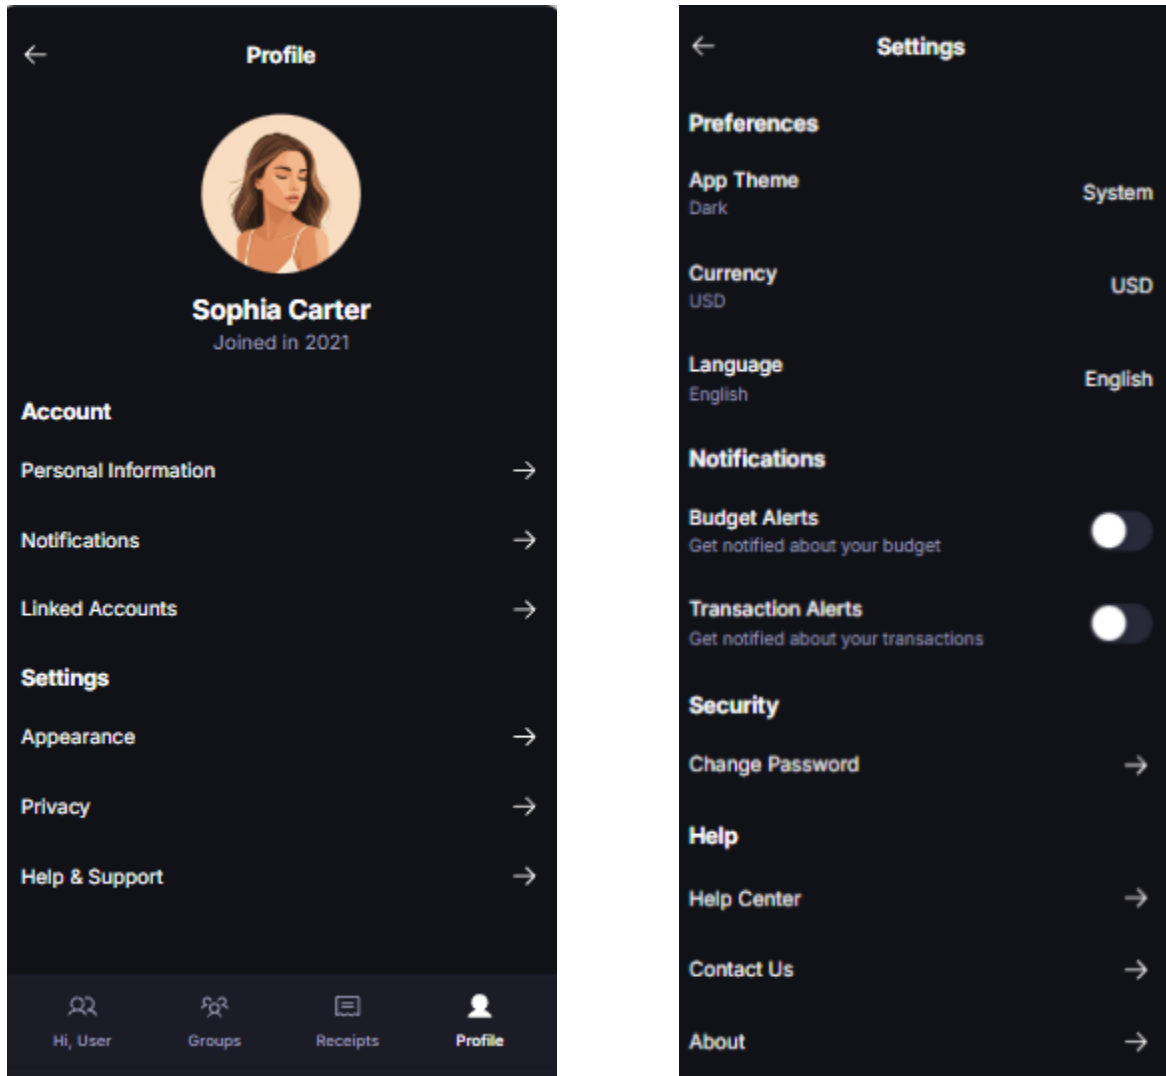 Profile
Sophia Carter
Joined in 2021
Account
Personal Information
Notifications
Linked Accounts
Settings
Appearance
Privacy
Help & Support
Hi, User
Groups
Receipts
Profile
Settings
Preferences
App Theme
Dark
System
Currency
USD
USD
Language
English
English
Notifications
Budget Alerts
Get notified about your budget
Transaction Alerts
Get notified about your transactions
Security
Change Password
Help
Help Center
Contact Us
About